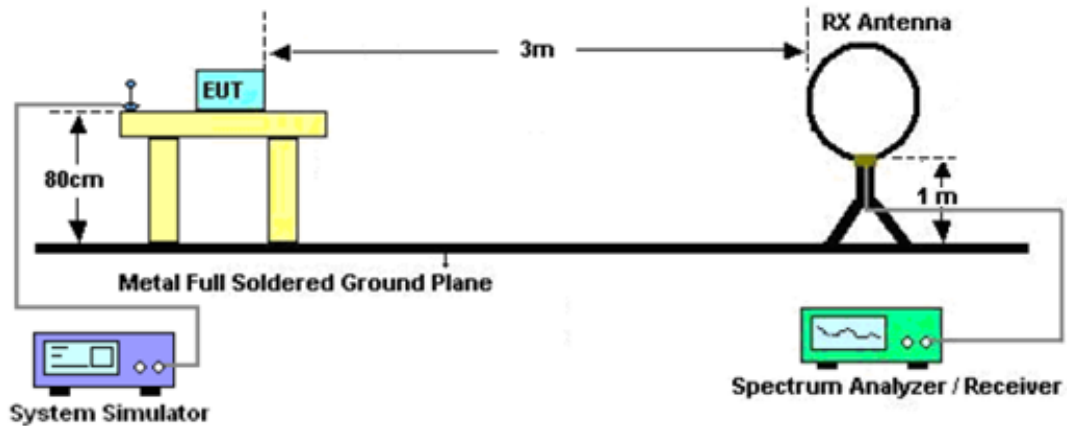 RX Antenna
3m
EUT
80cm
1 m
Metal Full Soldered Ground Plane
System Simulator
Spectrum Analyzer / Receiver